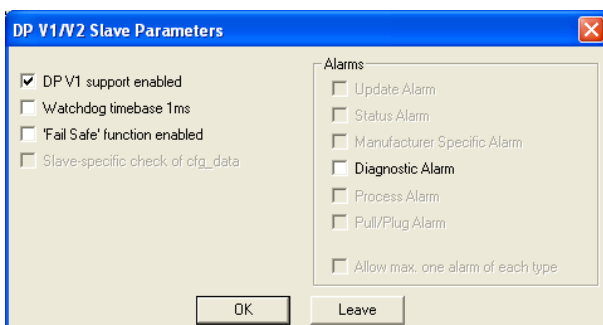 DP V1/V2 Slave Parameters
DP V1 support enabled
Watchdog timebase 1ms
'Fail Safe' function enabled
Slave-specific check of cfg_data
Alarms
Update Alarm
Status Alarm
Manufacturer Specific Alarm
Diagnostic Alarm
Process Alarm
Pull/Plug Alarm
Allow max. one alarm of each type
OK
Leave